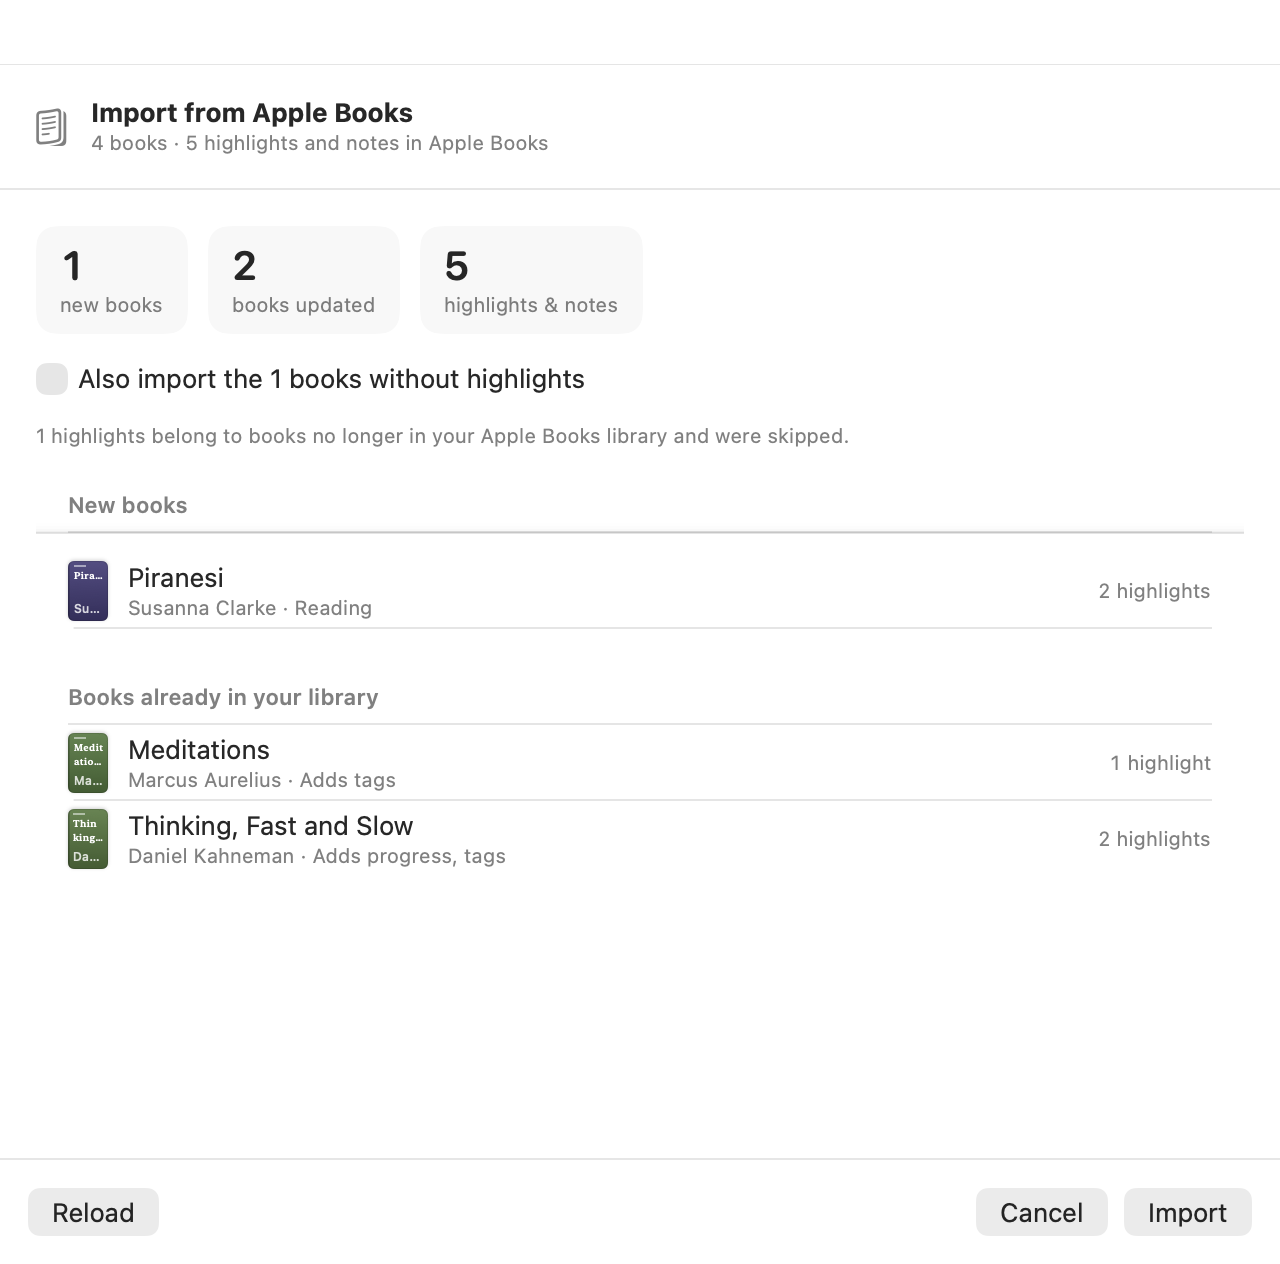 Import from Apple Books
4 books · 5 highlights and notes in Apple Books
1
new books
2
books updated
5
highlights & notes
Also import the 1 books without highlights
1 highlights belong to books no longer in your Apple Books library and were skipped.
New books
Pira...
Su...
Piranesi
Susanna Clarke · Reading
2 highlights
Books already in your library
Medit
atio...
Ma...
Meditations
Marcus Aurelius · Adds tags
1 highlight
Thin
king...
Da...
Thinking, Fast and Slow
Daniel Kahneman · Adds progress, tags
2 highlights
Reload
Cancel
Import